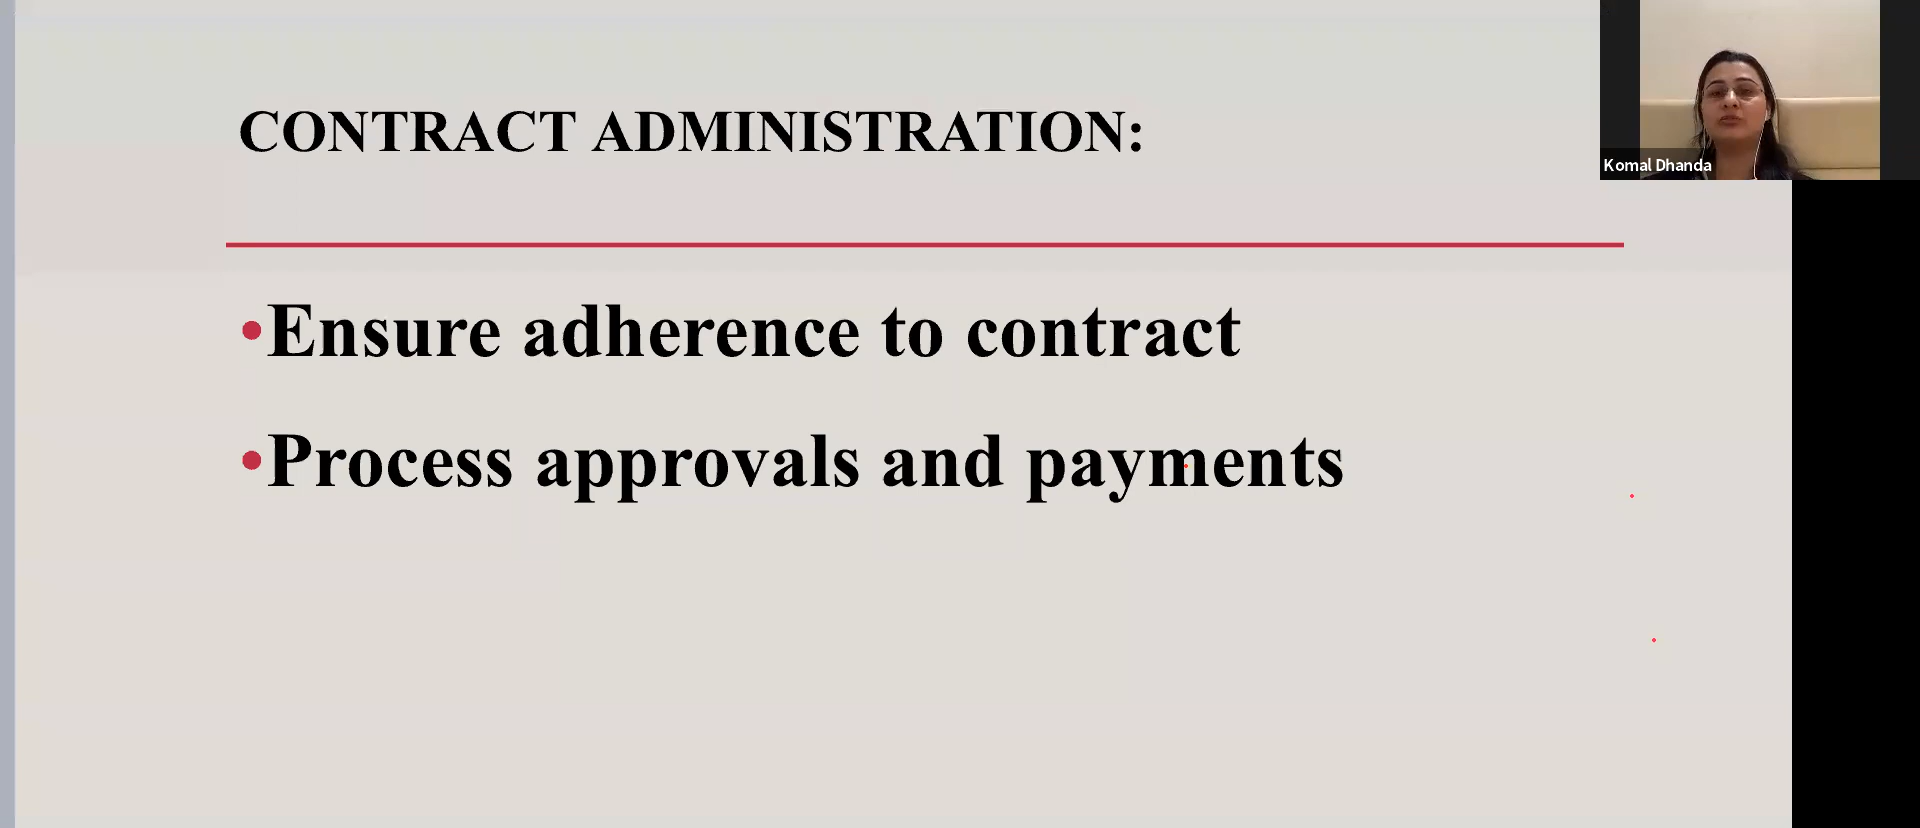 CONTRACT ADMINISTRATION:
Komal Dhanda
•Ensure adherence to contract
•Process approvals and payments